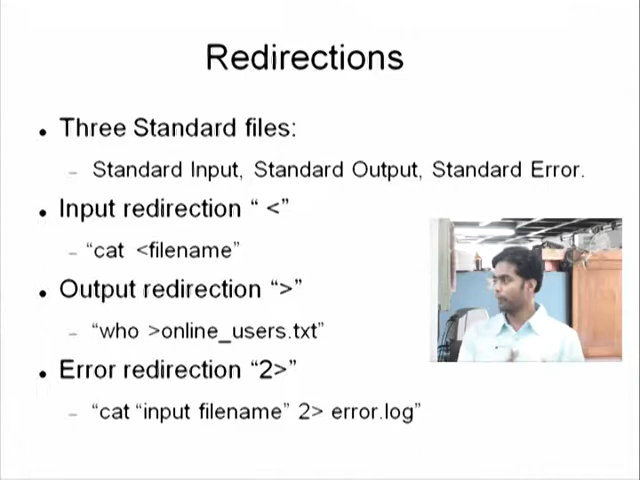 Redirections
• Three Standard files:
– Standard Input, Standard Output, Standard Error.
• Input redirection “ <”
– “cat <filename”
• Output redirection “>”
– “who >online_users.txt”
• Error redirection “2>”
– “cat “input filename” 2> error.log”